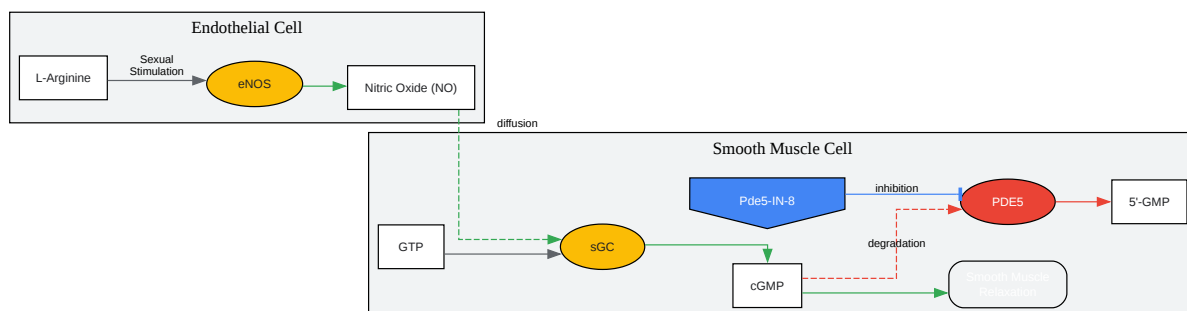 Endothelial Cell
L-Arginine
Sexual
Stimulation
eNOS
Nitric Oxide (NO)
diffusion
Smooth Muscle Cell
Pde5-IN-8
inhibition
PDE5
5'-GMP
GTP
sGC
degradation
cGMP
Smooth Muscle
Relaxation